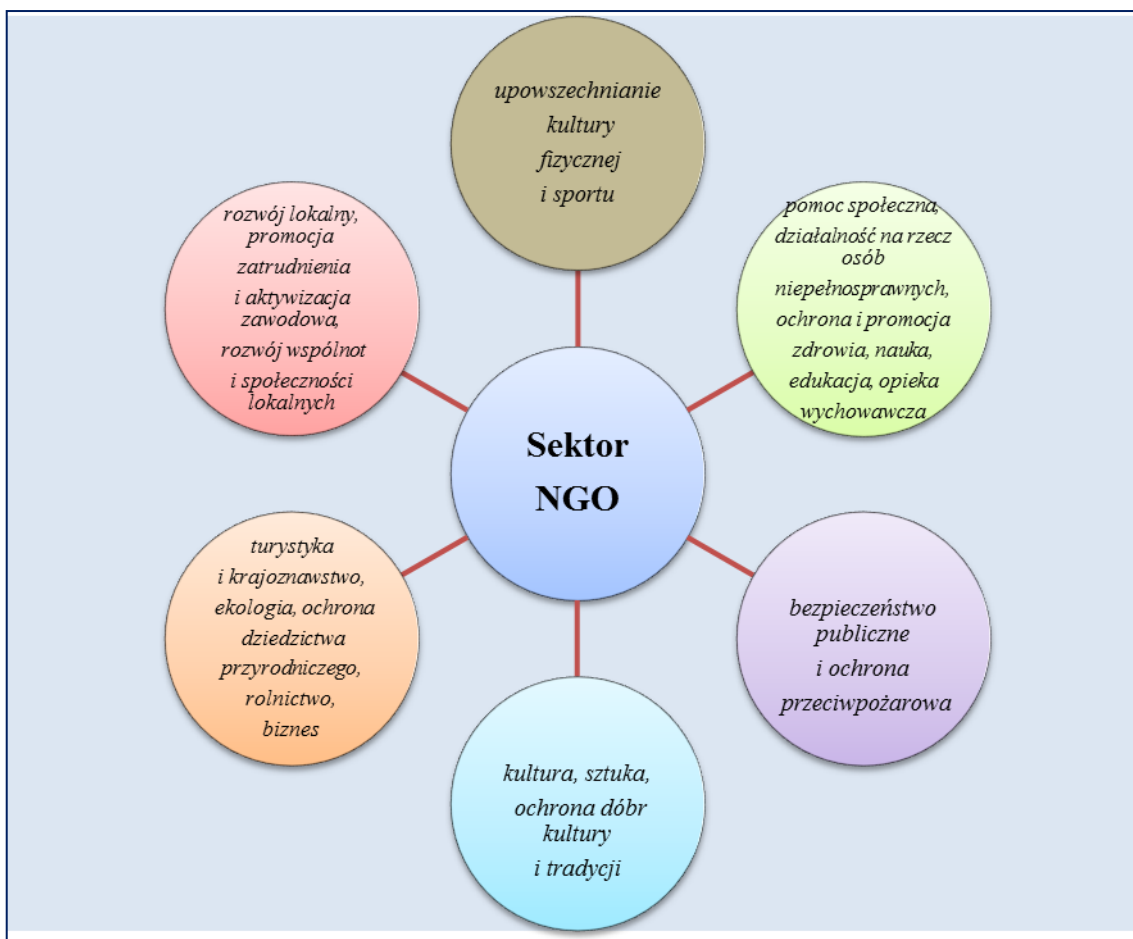 upowszechnianie
kultury
fizycznej
i sportu
pomoc społeczna,
działalność na rzecz
osób
niepełnosprawnych,
ochrona i promocja
zdrowia, nauka,
edukacja, opieka
wychowawcza
bezpieczeństwo
publiczne
i ochrona
przeciwpożarowa
kultura, sztuka,
ochrona dóbr
kultury
i tradycji
turystyka
i krajoznawstwo,
ekologia, ochrona
dziedzictwa
przyrodniczego,
rolnictwo,
biznes
rozwój lokalny,
promocja
zatrudnienia
i aktywizacja
zawodowa,
rozwój wspólnot
i społeczności
lokalnych
Sektor
NGO